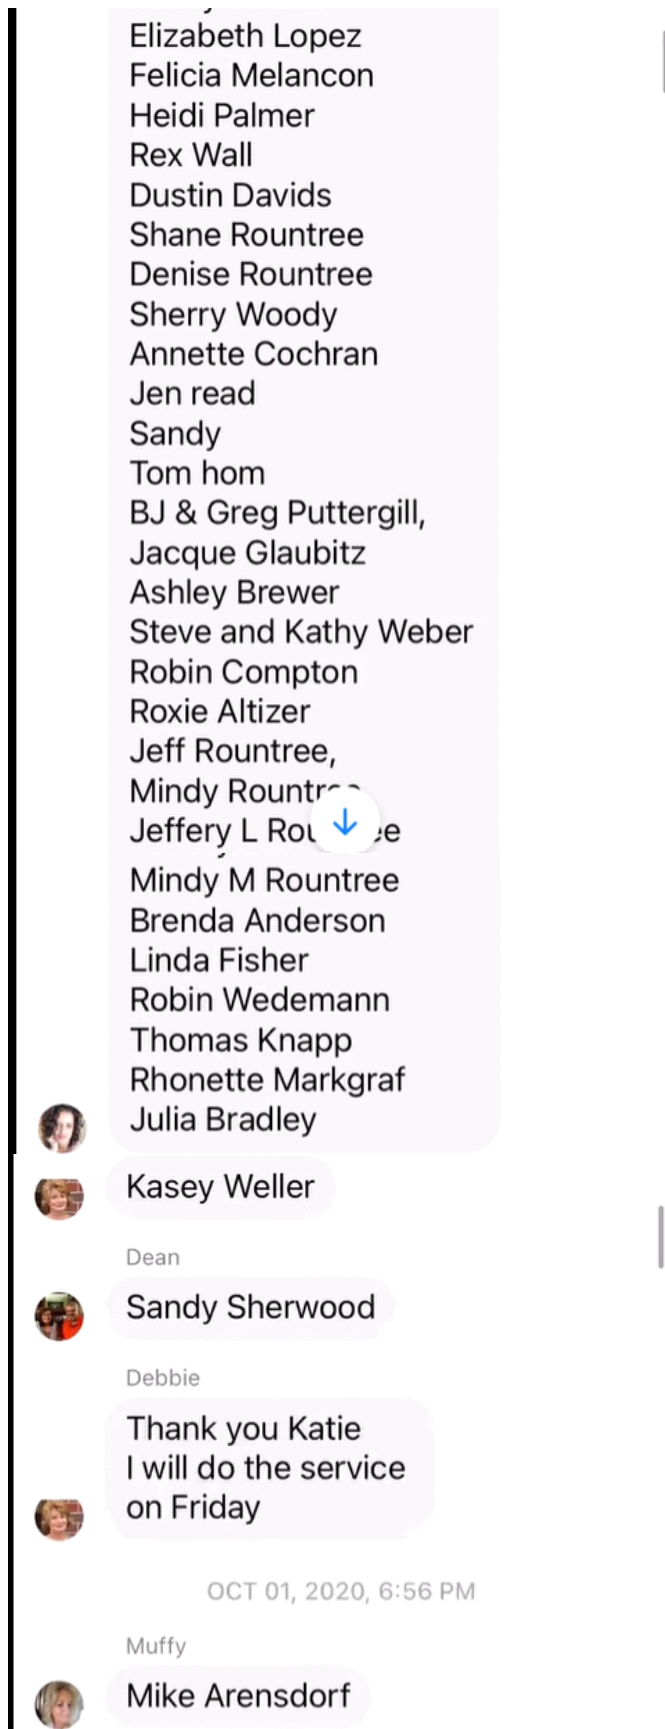 Elizabeth Lopez
Felicia Melancon
Heidi Palmer
Rex Wall
Dustin Davids
Shane Rountree
Denise Rountree
Sherry Woody
Annette Cochran
Jen read
Sandy
Tom hom
BJ & Greg Puttergill,
Jacque Glaubitz
Ashley Brewer
Steve and Kathy Weber
Robin Compton
Roxie Altizer
Jeff Rountree,
Mindy Rountree
Jeffery L Rountree
Mindy M Rountree
Brenda Anderson
Linda Fisher
Robin Wedemann
Thomas Knapp
Rhonette Markgraf
Julia Bradley
Kasey Weller
Dean
Sandy Sherwood
Debbie
Thank you Katie
I will do the service
on Friday
OCT 01, 2020, 6:56 PM
Muffy
Mike Arensdorf